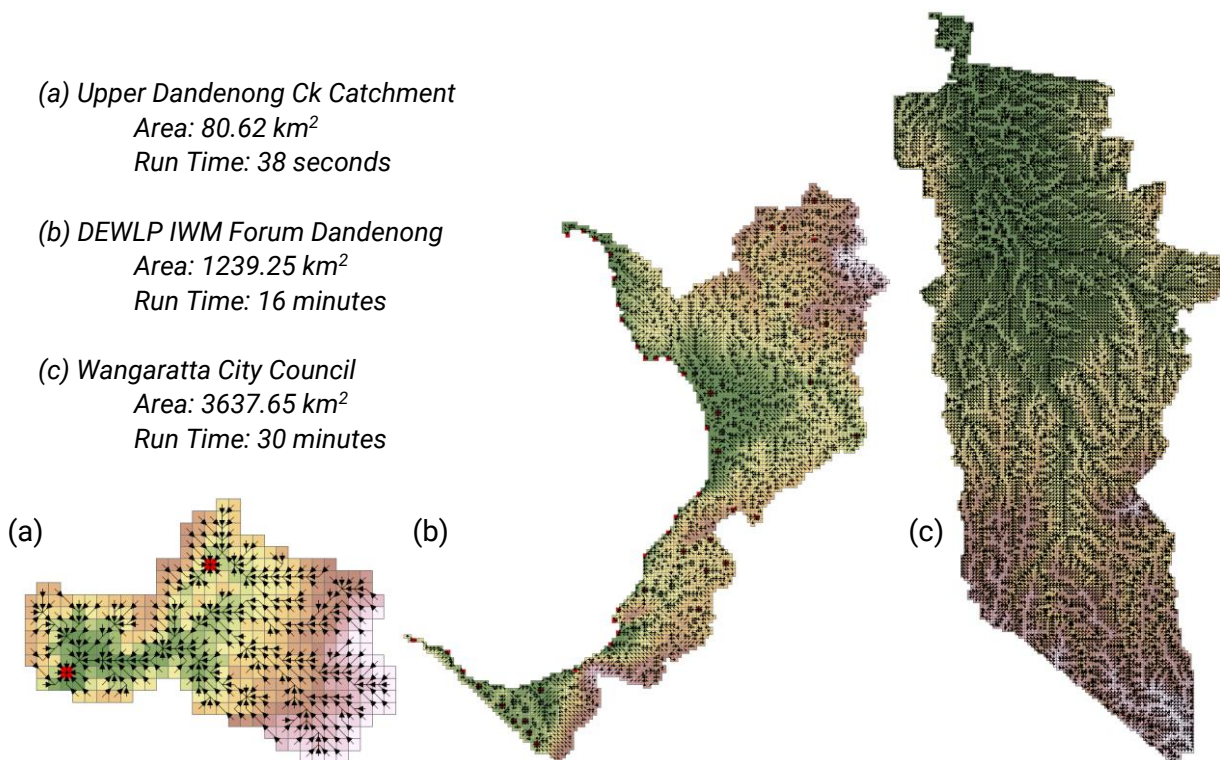 (a) Upper Dandenong Ck Catchment
Area: 80.62 km²
Run Time: 38 seconds
(b) DEWLP IWM Forum Dandenong
Area: 1239.25 km²
Run Time: 16 minutes
(c) Wangaratta City Council
Area: 3637.65 km²
Run Time: 30 minutes
(a)
(b)
(c)